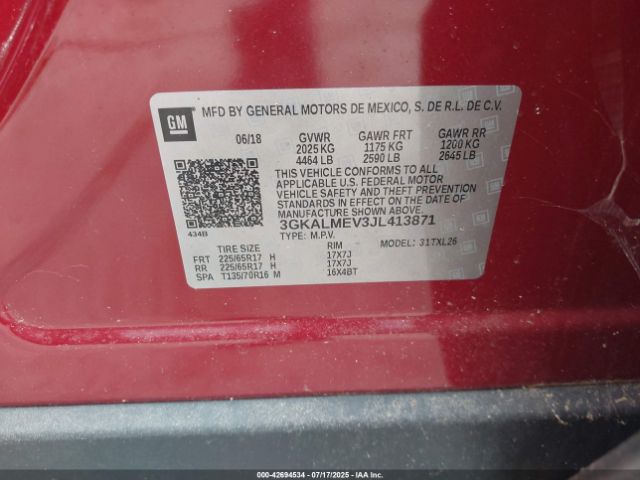 GM
MFD BY GENERAL MOTORS DE MEXICO, S. DE R.L. DE C.V.
06/18 GVWR GAWR FRT GAWR RR
2025 KG 1175 KG 1200 KG
4464 LB 2590 LB 2645 LB
THIS VEHICLE CONFORMS TO ALL
APPLICABLE U.S. FEDERAL MOTOR
VEHICLE SAFETY AND THEFT PREVENTION
STANDARDS IN EFFECT ON THE DATE
OF MANUFACTURE SHOWN ABOVE.
3GKALMEV3JL413871
TYPE: M.P.V. MODEL: 31TXL26
434B
TIRE SIZE RIM
FRT 225/65R17 H 17X7J
RR 225/65R17 H 17X7J
SPA T135/70R16 M 16X4BT
00-42694534 | 07/17/2025 - IAA Inc.